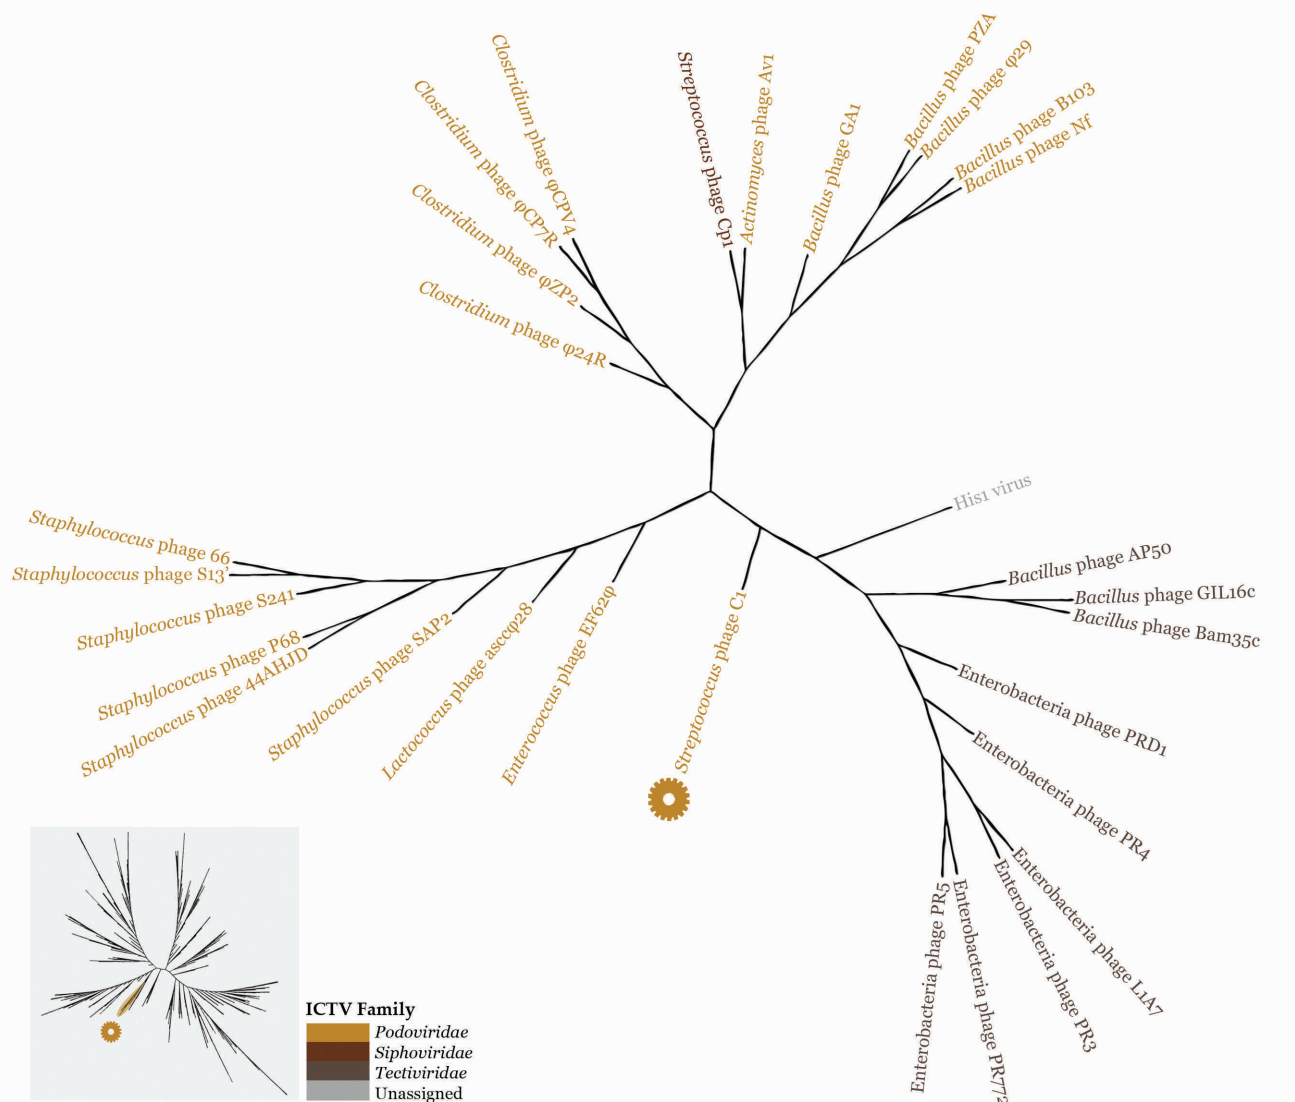 Clostridium phage φCPV4
Clostridium phage φCP7R
Clostridium phage φZP2
Clostridium phage φ24R
Streptococcus phage Cp1
Actinomyces phage Av1
Bacillus phage GA1
Bacillus phage PZA
Bacillus phage φ29
Bacillus phage B103
Bacillus phage Nf
His1 virus
Bacillus phage AP50
Bacillus phage GIL16c
Bacillus phage Bam35c
Enterobacteria phage PRD1
Enterobacteria phage PR4
Enterobacteria phage L1A7
Enterobacteria phage PR3
Enterobacteria phage PR772
Enterobacteria phage PR5
Streptococcus phage C1
Enterococcus phage EF62φ
Lactococcus phage asccφ28
Staphylococcus phage SAP2
Staphylococcus phage 44AHJD
Staphylococcus phage P68
Staphylococcus phage S241
Staphylococcus phage S13'
Staphylococcus phage 66
ICTV Family
Podoviridae
Siphoviridae
Tectiviridae
Unassigned